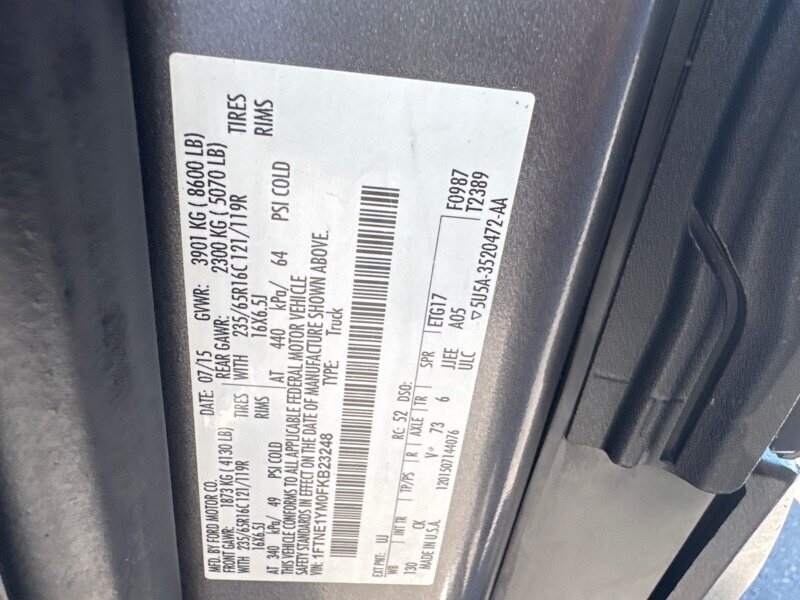 MFD. BY FORD MOTOR CO. DATE: 07/15 GVWR: 3901 KG ( 8600 LB)
FRONT GAWR: 1873 KG ( 4130 LB) REAR GAWR: 2300 KG ( 5070 LB)
WITH 235/65R16C 121/119R TIRES WITH 235/65R16C 121/119R TIRES
16X6.5J RIMS 16X6.5J RIMS
AT 340 kPa/ 49 PSI COLD AT 440 kPa/ 64 PSI COLD
THIS VEHICLE CONFORMS TO ALL APPLICABLE FEDERAL MOTOR VEHICLE
SAFETY STANDARDS IN EFFECT ON THE DATE OF MANUFACTURE SHOWN ABOVE.
VIN: 1FTNE1YM0FKB23248 TYPE: Truck
EXT PNT: UJ RC: 52 DSO:
WB INT TR TP/PS R AXLE TR SPR ETG17 F0987
130 CK V* 73 6 JJEE A05 T2389
MADE IN U.S.A. 1201507144076 ULC ▽5U5A-3520472-AA